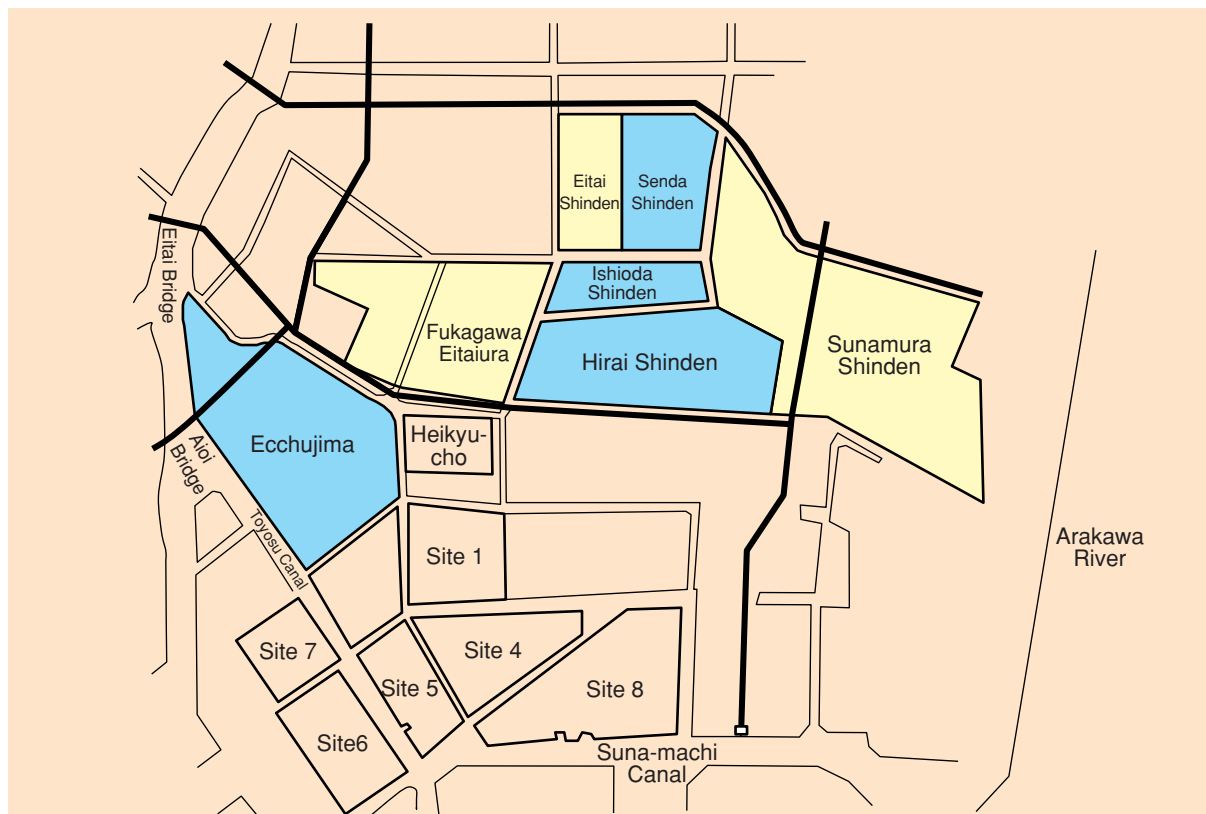 Eitai
Shinden
Senda
Shinden
Eitai Bridge
Ishioda
Shinden
Fukagawa
Eitaiura
Hirai Shinden
Sunamura
Shinden
Ecchujima
Heikyu-
cho
Aioi
Bridge
Toyosu Canal
Site 1
Arakawa
River
Site 7
Site 4
Site 5
Site 8
Site6
Suna-machi
Canal